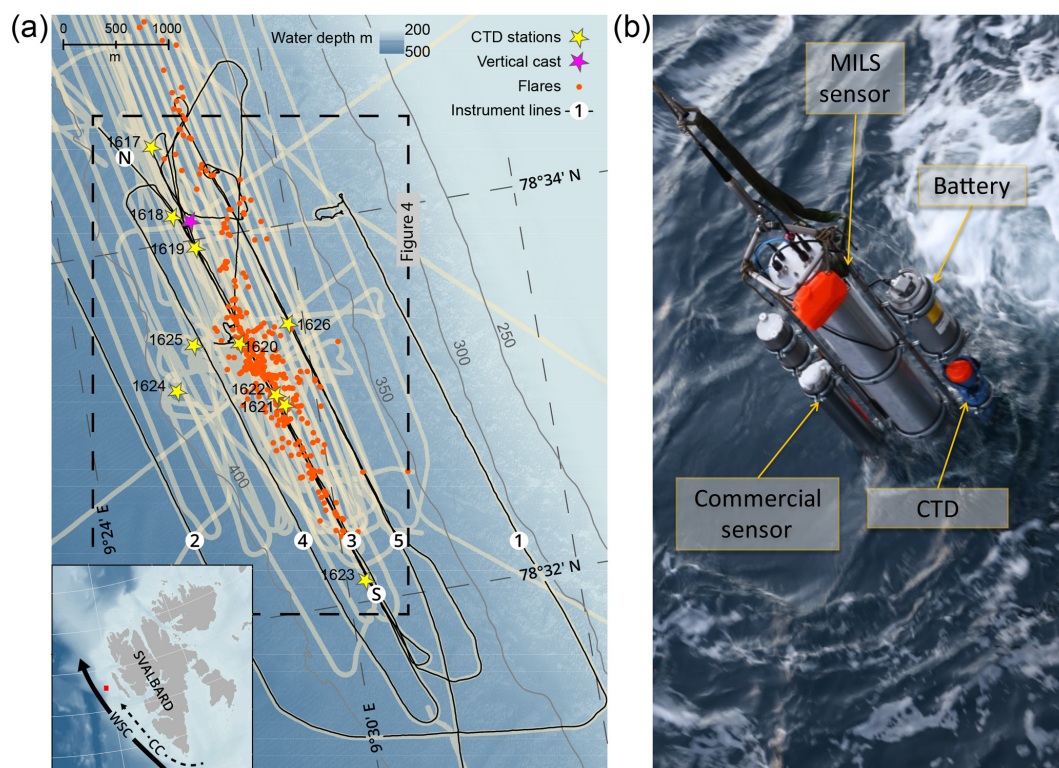 (a)
0 500 1000
m
Water depth m
200
500
CTD stations
Vertical cast
Flares
Instrument lines
1
1617
N
1618
1619
78°34' N
Figure 4
250
300
350
1626
1625
1620
1624
1622
1621
400
9°24' E
2
4
3
5
1
1623
S
78°32' N
9°30' E
SVALBARD
WSC
CC
(b)
MILS
sensor
Battery
Commercial
sensor
CTD